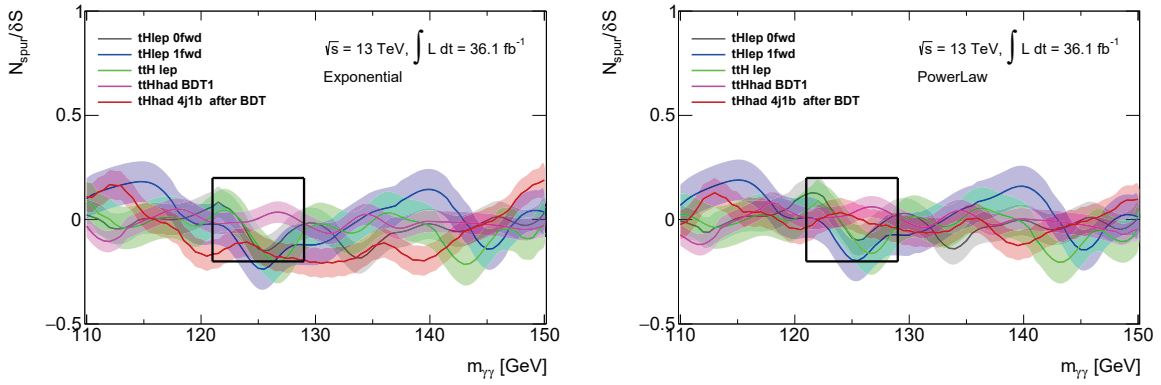 N_spur/δS
1
0.5
0
−0.5
tHlep 0fwd
tHlep 1fwd
ttH lep
ttHhad BDT1
tHhad 4j1b after BDT
√s = 13 TeV, ∫ L dt = 36.1 fb⁻¹
Exponential
110 120 130 140 150
m_γγ [GeV]
N_spur/δS
1
0.5
0
−0.5
tHlep 0fwd
tHlep 1fwd
ttH lep
ttHhad BDT1
tHhad 4j1b after BDT
√s = 13 TeV, ∫ L dt = 36.1 fb⁻¹
PowerLaw
110 120 130 140 150
m_γγ [GeV]